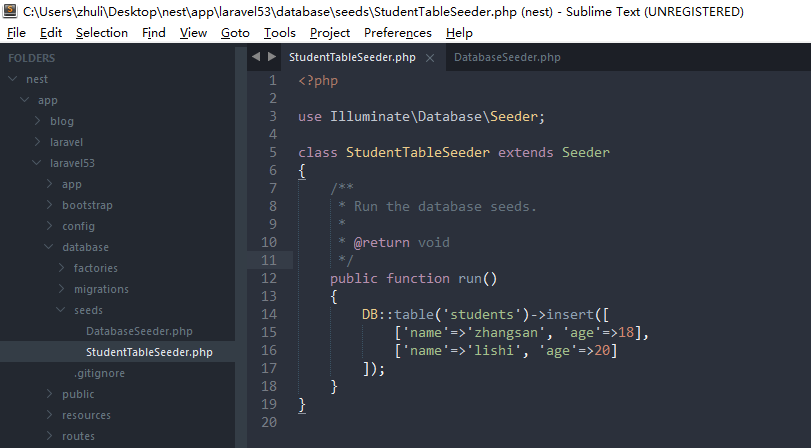 C:\Users\zhuli\Desktop\nest\app\laravel53\database\seeds\StudentTableSeeder.php (nest) - Sublime Text (UNREGISTERED)
File Edit Selection Find View Goto Tools Project Preferences Help
FOLDERS
nest
app
blog
laravel
laravel53
app
bootstrap
config
database
factories
migrations
seeds
DatabaseSeeder.php
StudentTableSeeder.php
.gitignore
public
resources
routes
StudentTableSeeder.php × DatabaseSeeder.php
1 <?php
2
3 use Illuminate\Database\Seeder;
4
5 class StudentTableSeeder extends Seeder
6 {
7 /**
8 * Run the database seeds.
9 *
10 * @return void
11 */
12 public function run()
13 {
14 DB::table('students')->insert([
15 ['name'=>'zhangsan', 'age'=>18],
16 ['name'=>'lishi', 'age'=>20]
17 ]);
18 }
19 }
20